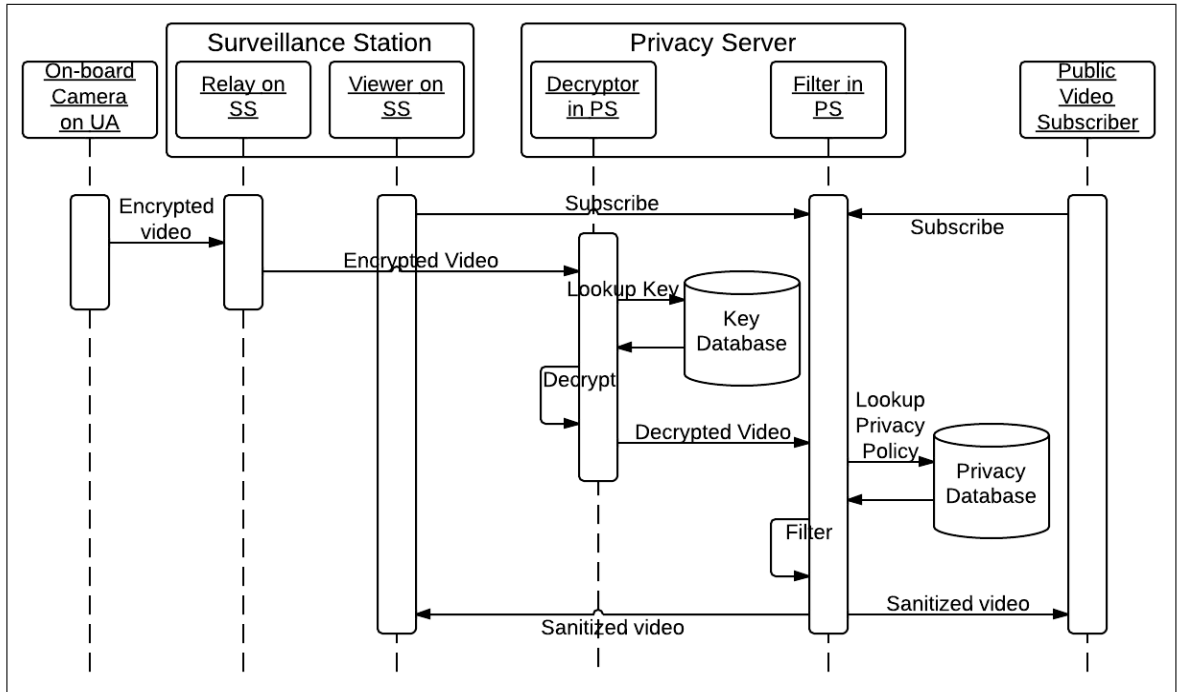 Surveillance Station
Privacy Server
On-board
Camera
on UA
Relay on
SS
Viewer on
SS
Decryptor
in PS
Filter in
PS
Public
Video
Subscriber
Encrypted
video
Subscribe
Subscribe
Encrypted Video
Lookup Key
Key
Database
Decrypt
Decrypted Video
Lookup
Privacy
Policy
Privacy
Database
Filter
Sanitized video
Sanitized video